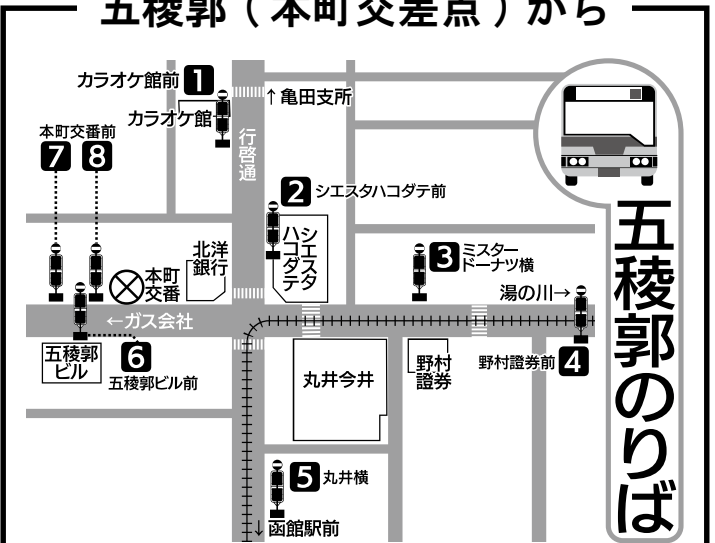 五稜郭(本町交差点)から
カラオケ館前 1
カラオケ館
↑亀田支所
本町交番前
7 8
行啓通
2 シエスタハコダテ前
シエスタ
ハコダテ
北洋
銀行
本町
交番
3 ミスター
ドーナツ横
湯の川→
←ガス会社
五稜郭
ビル
6
五稜郭ビル前
丸井今井
野村
證券
野村證券前 4
5 丸井横
↓函館駅前
五稜郭のりば